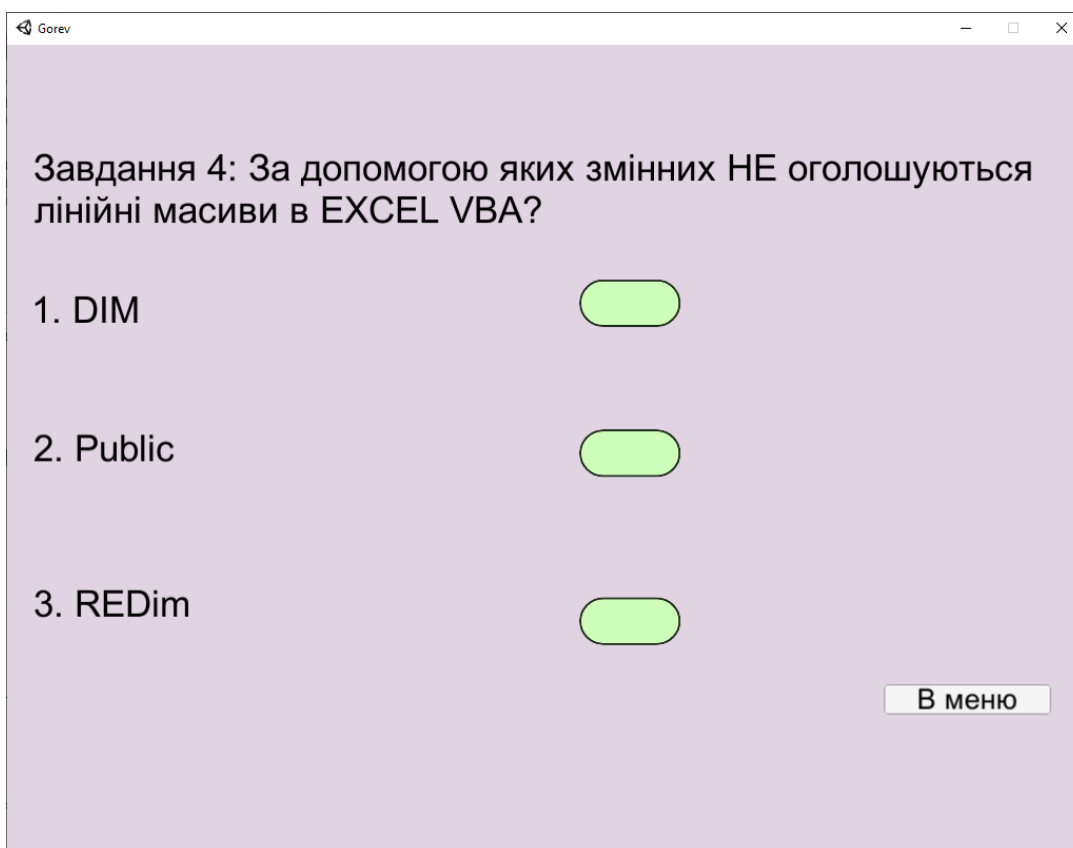 Gorev
Завдання 4: За допомогою яких змінних НЕ оголошуються
лінійні масиви в EXCEL VBA?
1. DIM
2. Public
3. REDim
В меню